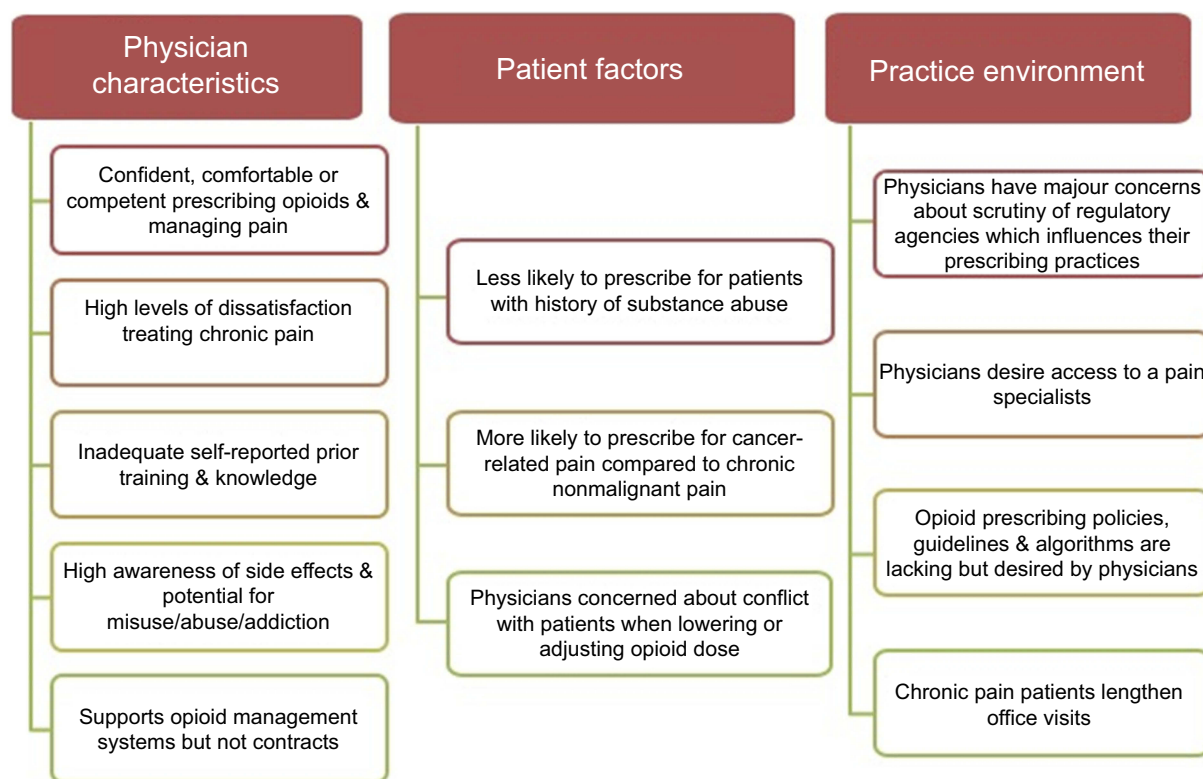 Physician
characteristics
Confident, comfortable or
competent prescribing opioids &
managing pain
High levels of dissatisfaction
treating chronic pain
Inadequate self-reported prior
training & knowledge
High awareness of side effects &
potential for
misuse/abuse/addiction
Supports opioid management
systems but not contracts
Patient factors
Less likely to prescribe for patients
with history of substance abuse
More likely to prescribe for cancer-
related pain compared to chronic
nonmalignant pain
Physicians concerned about conflict
with patients when lowering or
adjusting opioid dose
Practice environment
Physicians have majour concerns
about scrutiny of regulatory
agencies which influences their
prescribing practices
Physicians desire access to a pain
specialists
Opioid prescribing policies,
guidelines & algorithms are
lacking but desired by physicians
Chronic pain patients lengthen
office visits